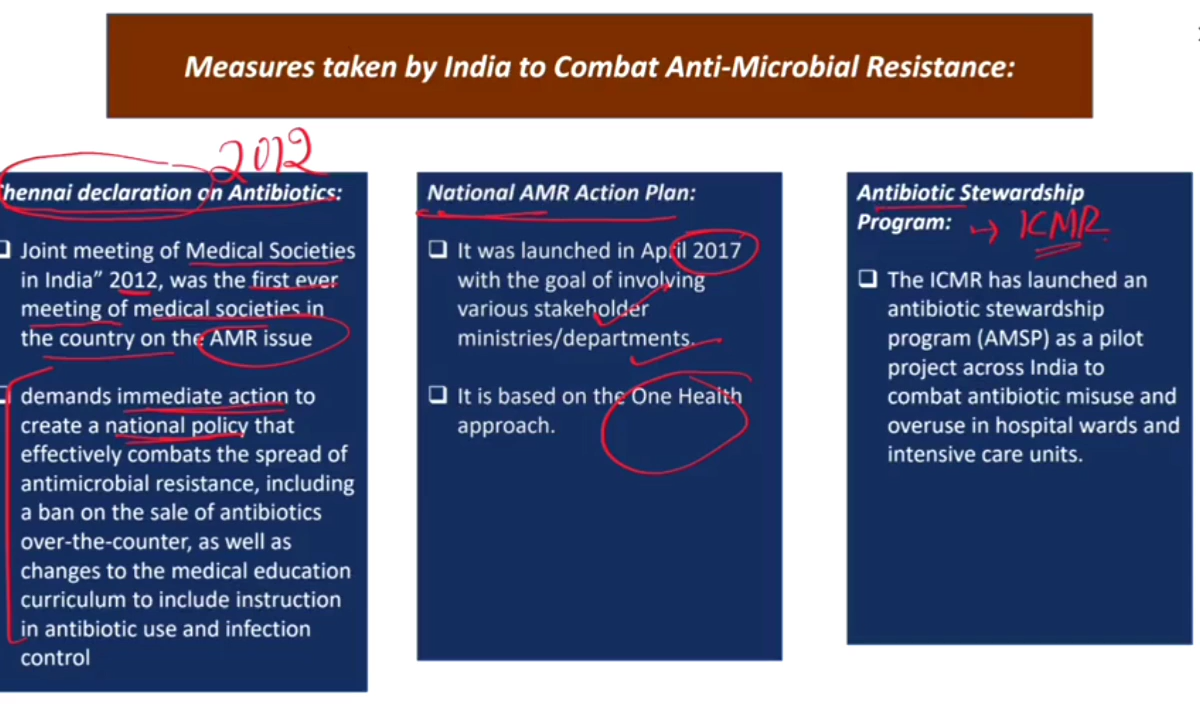 Measures taken by India to Combat Anti-Microbial Resistance:
2012
hennai declaration on Antibiotics:
Joint meeting of Medical Societies
in India” 2012, was the first ever
meeting of medical societies in
the country on the AMR issue
demands immediate action to
create a national policy that
effectively combats the spread of
antimicrobial resistance, including
a ban on the sale of antibiotics
over-the-counter, as well as
changes to the medical education
curriculum to include instruction
in antibiotic use and infection
control
National AMR Action Plan:
It was launched in April 2017
with the goal of involving
various stakeholder
ministries/departments.
It is based on the One Health
approach.
Antibiotic Stewardship
Program: → ICMR
The ICMR has launched an
antibiotic stewardship
program (AMSP) as a pilot
project across India to
combat antibiotic misuse and
overuse in hospital wards and
intensive care units.